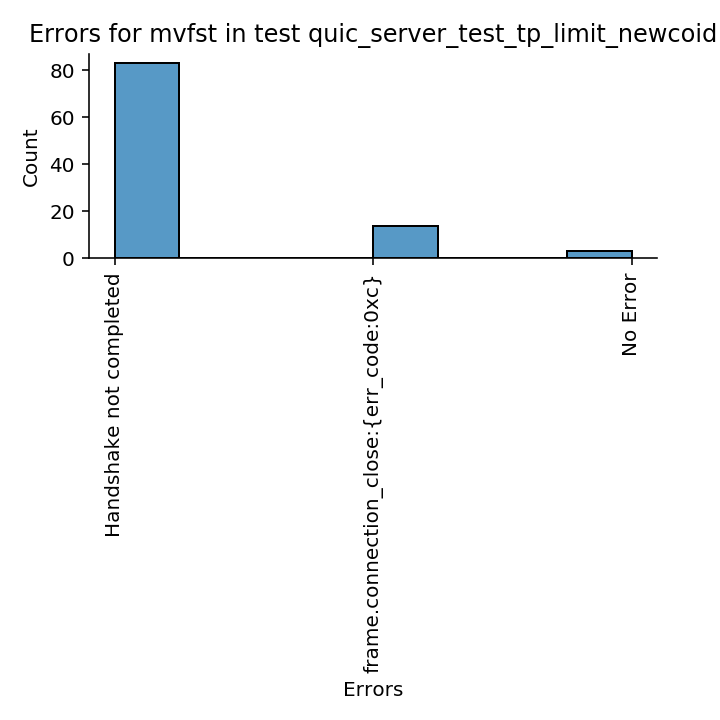 Errors for mvfst in test quic_server_test_tp_limit_newcoid
Count
80
60
40
20
0
Handshake not completed
frame.connection_close:{err_code:0xc}
No Error
Errors